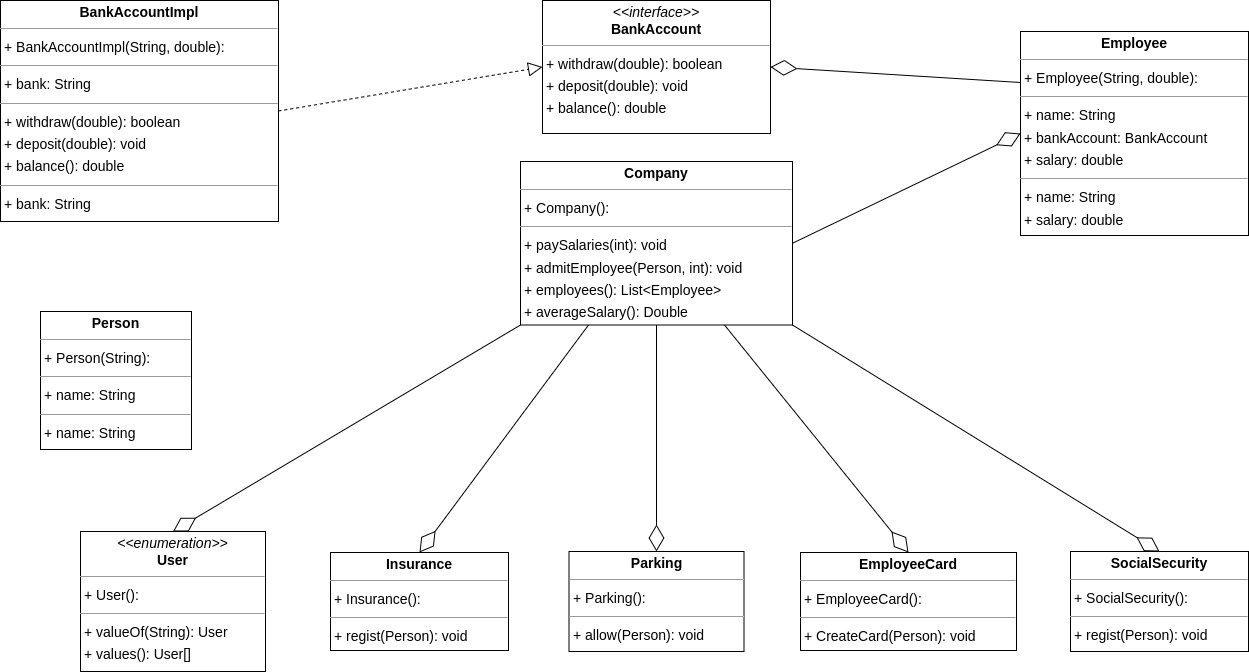 BankAccountImpl
+ BankAccountImpl(String, double):
+ bank: String
+ withdraw(double): boolean
+ deposit(double): void
+ balance(): double
+ bank: String
<<interface>>
BankAccount
+ withdraw(double): boolean
+ deposit(double): void
+ balance(): double
Employee
+ Employee(String, double):
+ name: String
+ bankAccount: BankAccount
+ salary: double
+ name: String
+ salary: double
Company
+ Company():
+ paySalaries(int): void
+ admitEmployee(Person, int): void
+ employees(): List<Employee>
+ averageSalary(): Double
Person
+ Person(String):
+ name: String
+ name: String
<<enumeration>>
User
+ User():
+ valueOf(String): User
+ values(): User[]
Insurance
+ Insurance():
+ regist(Person): void
Parking
+ Parking():
+ allow(Person): void
EmployeeCard
+ EmployeeCard():
+ CreateCard(Person): void
SocialSecurity
+ SocialSecurity():
+ regist(Person): void